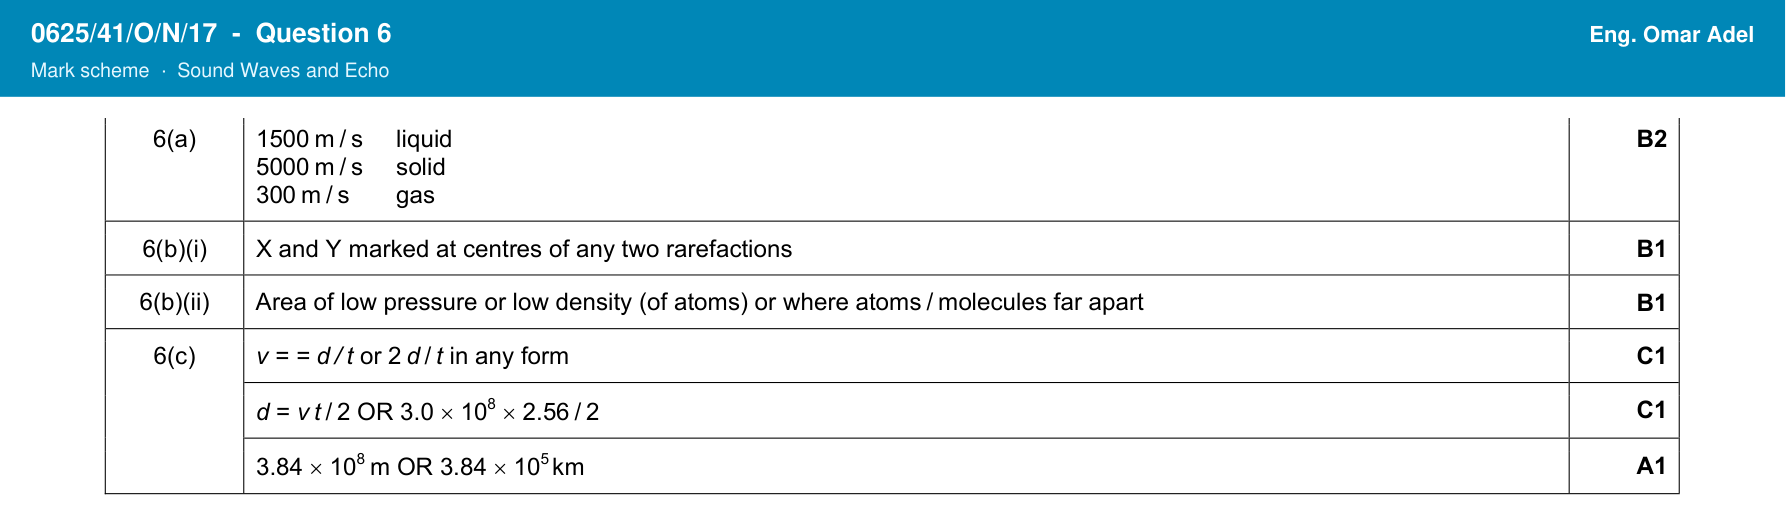 0625/41/O/N/17 - Question 6
Eng. Omar Adel
Mark scheme · Sound Waves and Echo
6(a) 1500 m / s liquid B2
5000 m / s solid
300 m / s gas
6(b)(i) X and Y marked at centres of any two rarefactions B1
6(b)(ii) Area of low pressure or low density (of atoms) or where atoms / molecules far apart B1
6(c) v = = d / t or 2 d / t in any form C1
d = v t / 2 OR 3.0 × 10⁸ × 2.56 / 2 C1
3.84 × 10⁸ m OR 3.84 × 10⁵ km A1